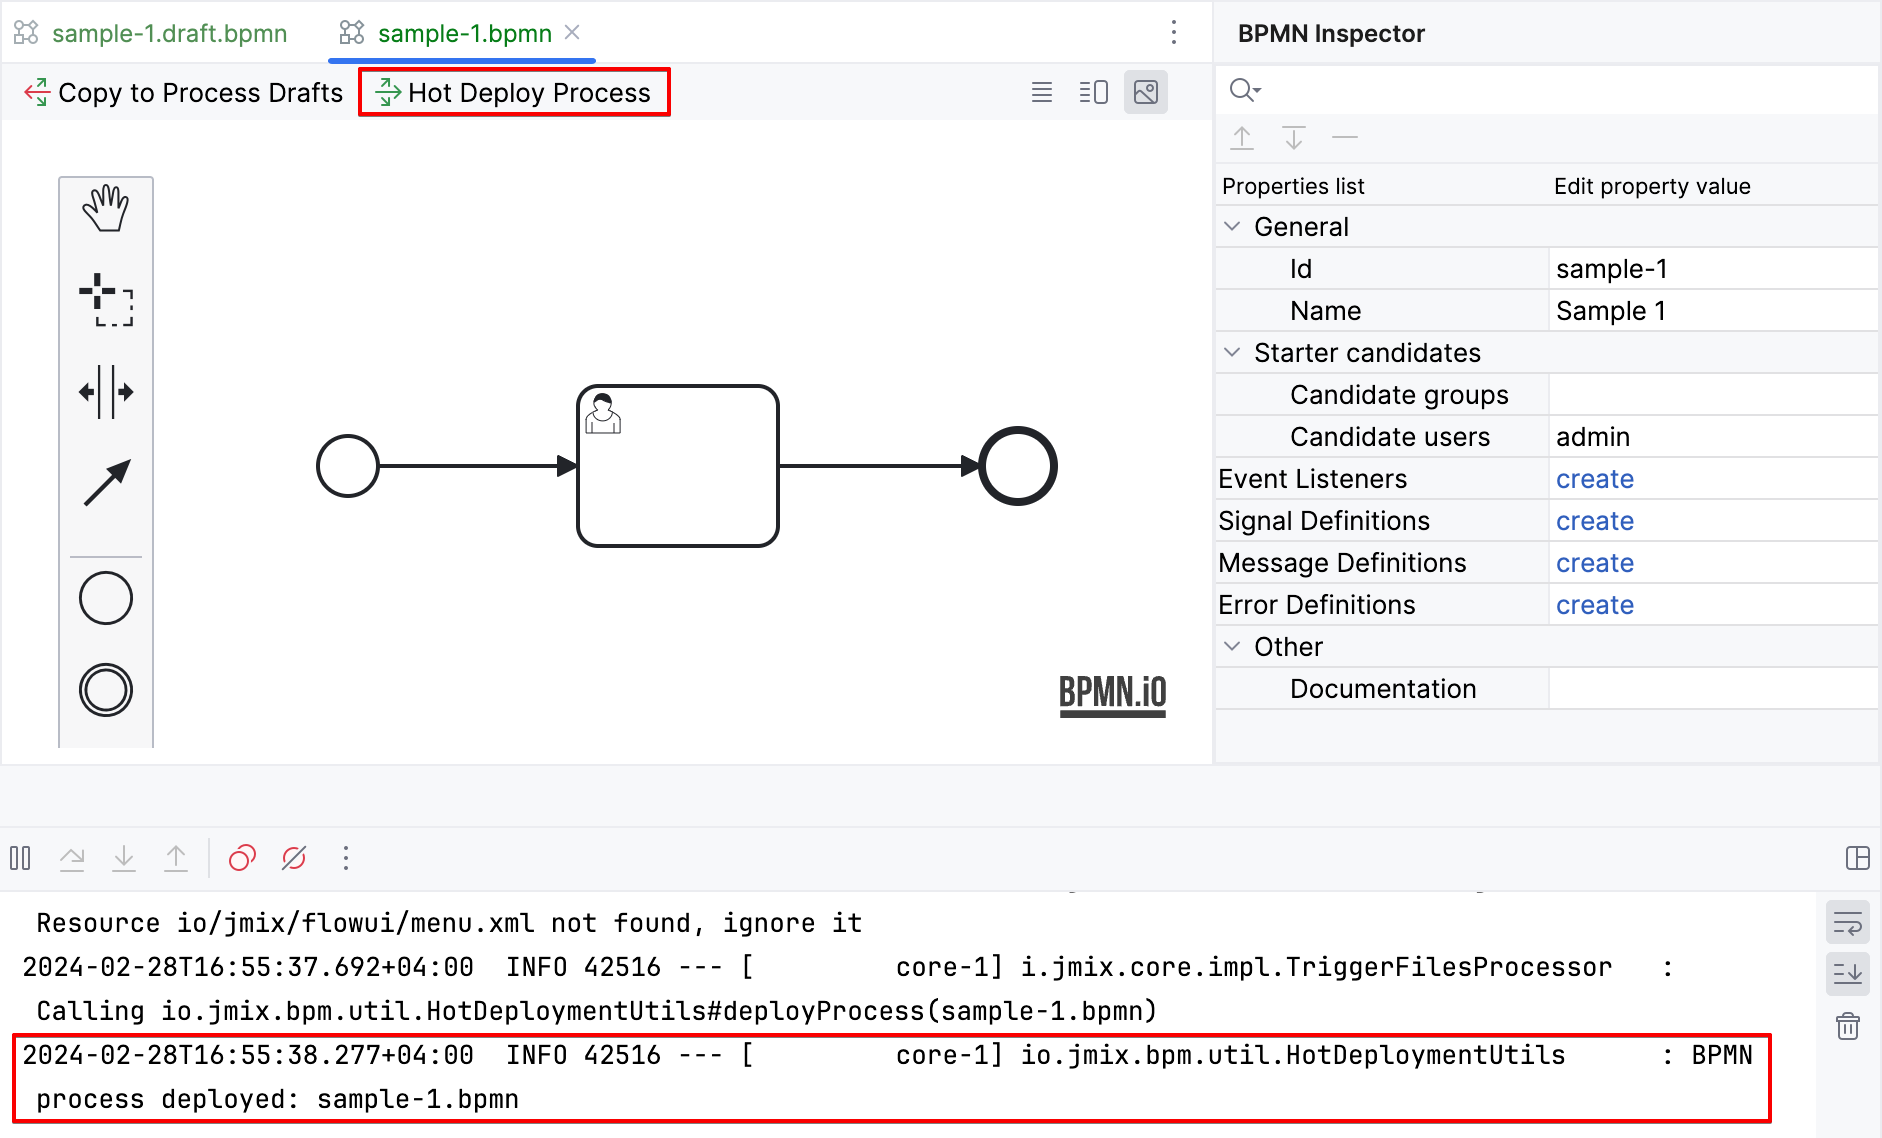 sample-1.draft.bpmn
sample-1.bpmn
BPMN Inspector
Copy to Process Drafts
Hot Deploy Process
Properties list
Edit property value
General
Id
sample-1
Name
Sample 1
Starter candidates
Candidate groups
Candidate users
admin
Event Listeners
create
Signal Definitions
create
Message Definitions
create
Error Definitions
create
Other
Documentation
BPMN.iO
Resource io/jmix/flowui/menu.xml not found, ignore it
2024-02-28T16:55:37.692+04:00  INFO 42516 --- [         core-1] i.jmix.core.impl.TriggerFilesProcessor   :
Calling io.jmix.bpm.util.HotDeploymentUtils#deployProcess(sample-1.bpmn)
2024-02-28T16:55:38.277+04:00  INFO 42516 --- [         core-1] io.jmix.bpm.util.HotDeploymentUtils      : BPMN
process deployed: sample-1.bpmn